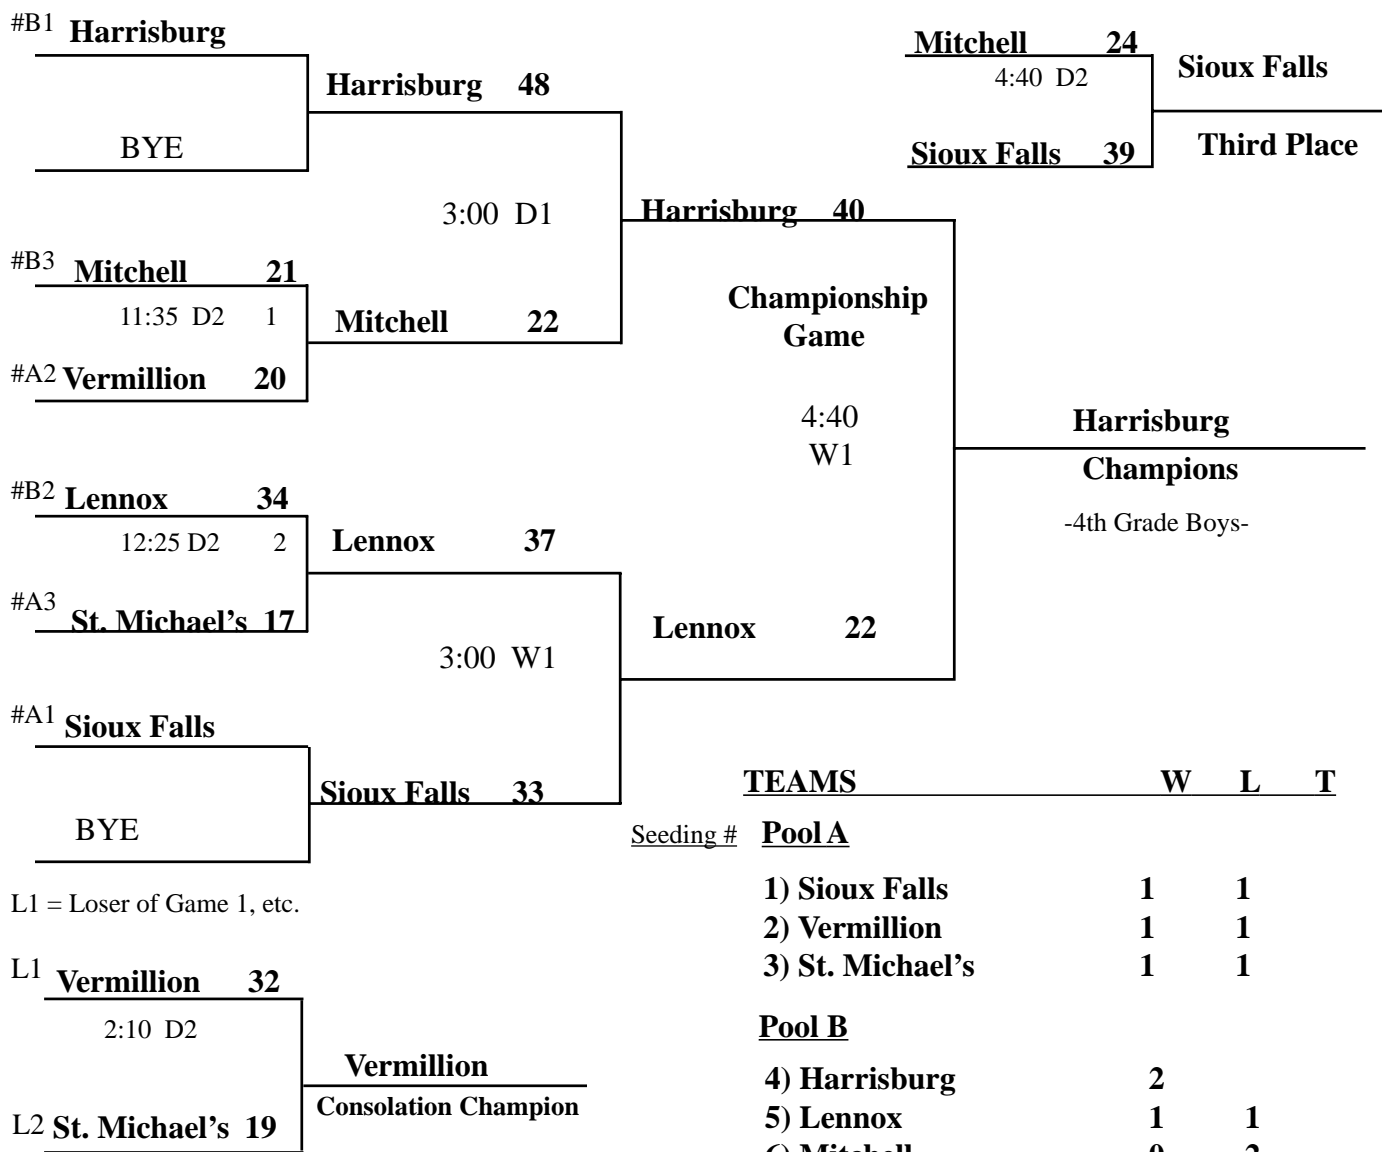 #B1 Harrisburg
Harrisburg 48
BYE
3:00 D1
#B3 Mitchell 21
11:35 D2 1
Mitchell 22
#A2 Vermillion 20
Harrisburg 40
Championship
Game
4:40
W1
#B2 Lennox 34
12:25 D2 2
Lennox 37
#A3 St. Michael’s 17
3:00 W1
Lennox 22
#A1 Sioux Falls
Sioux Falls 33
BYE
Mitchell 24
4:40 D2
Sioux Falls
Sioux Falls 39
Third Place
Harrisburg
Champions
-4th Grade Boys-
L1 = Loser of Game 1, etc.
L1 Vermillion 32
2:10 D2
Vermillion
Consolation Champion
L2 St. Michael’s 19
TEAMS W L T
Seeding # Pool A
1) Sioux Falls 1 1
2) Vermillion 1 1
3) St. Michael’s 1 1
Pool B
4) Harrisburg 2
5) Lennox 1 1
6) Mitchell 0 2